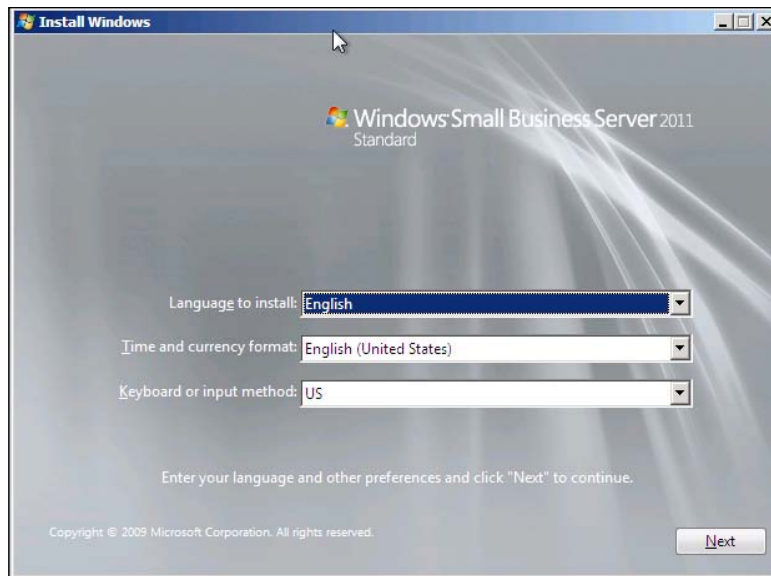 Install Windows
Windows Small Business Server 2011
Standard
Language to install: English
Time and currency format: English (United States)
Keyboard or input method: US
Enter your language and other preferences and click "Next" to continue.
Copyright © 2009 Microsoft Corporation. All rights reserved.
Next